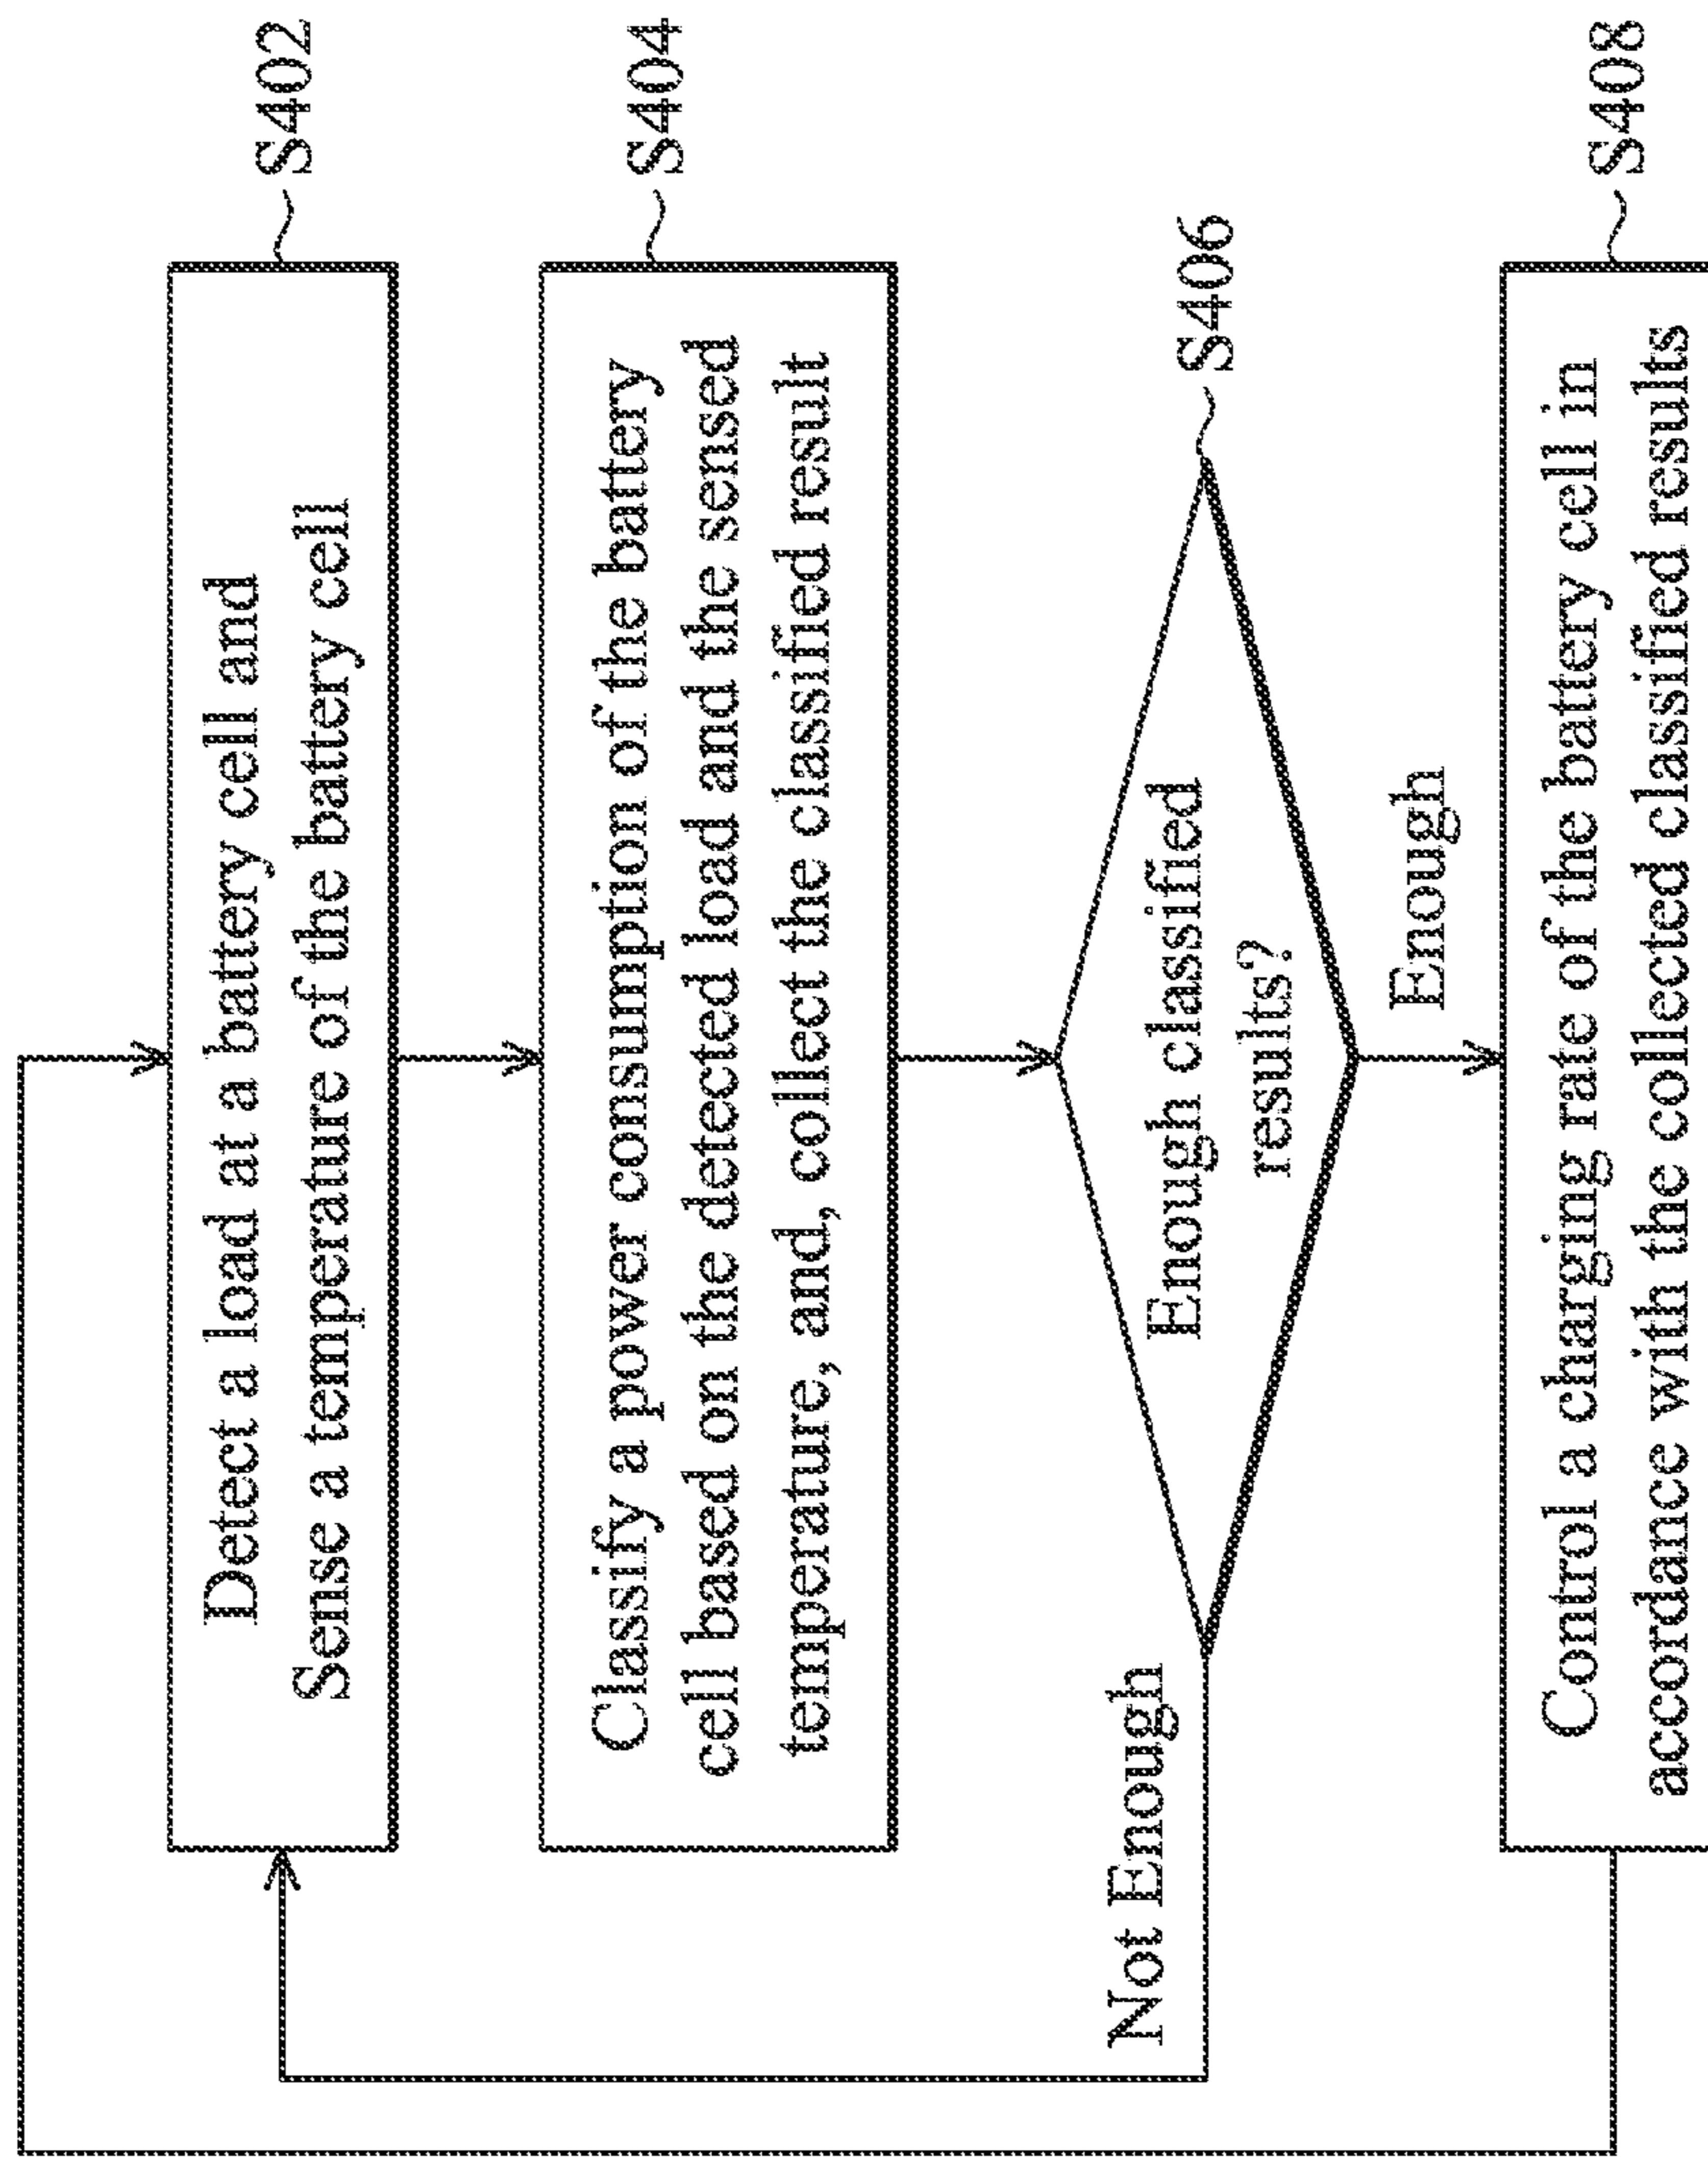 Detect a load at a battery cell and
Sense a temperature of the battery cell
S402
Classify a power consumption of the battery
cell based on the detected load and the sensed
temperature, and, collect the classified result
S404
Enough classified
results?
S406
Not Enough
Enough
Control a charging rate of the battery cell in
accordance with the collected classified results
S408